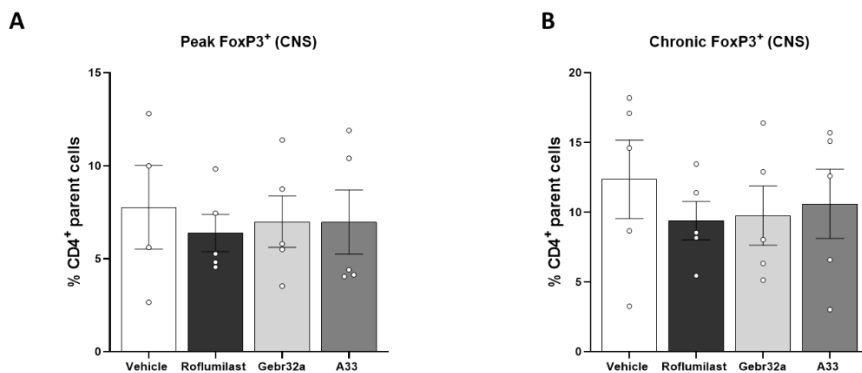 A
Peak FoxP3⁺ (CNS)
% CD4⁺ parent cells
15
10
5
0
Vehicle Roflumilast Gebr32a A33
B
Chronic FoxP3⁺ (CNS)
% CD4⁺ parent cells
20
15
10
5
0
Vehicle Roflumilast Gebr32a A33